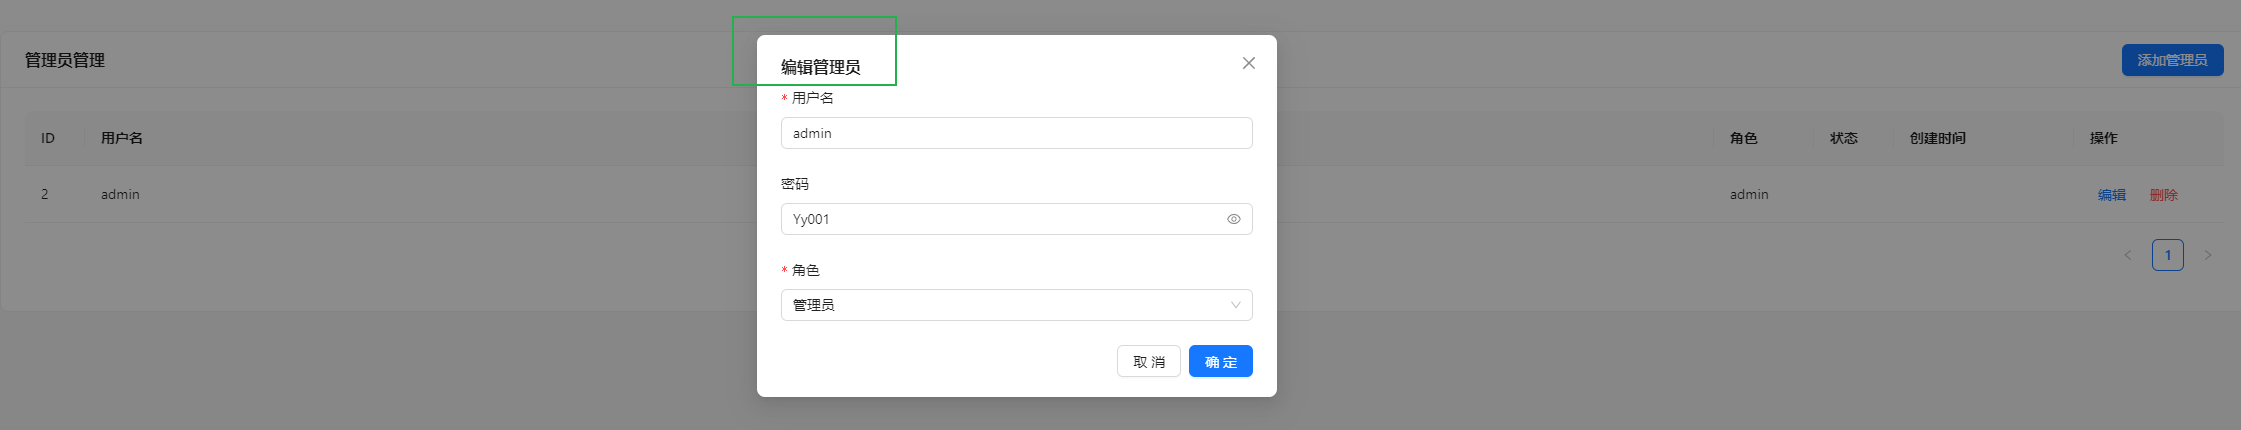 管理员管理
添加管理员
ID 用户名 角色 状态 创建时间 操作
2 admin admin 编辑 删除
1
编辑管理员
* 用户名
admin
密码
Yy001
* 角色
管理员
取 消 确 定